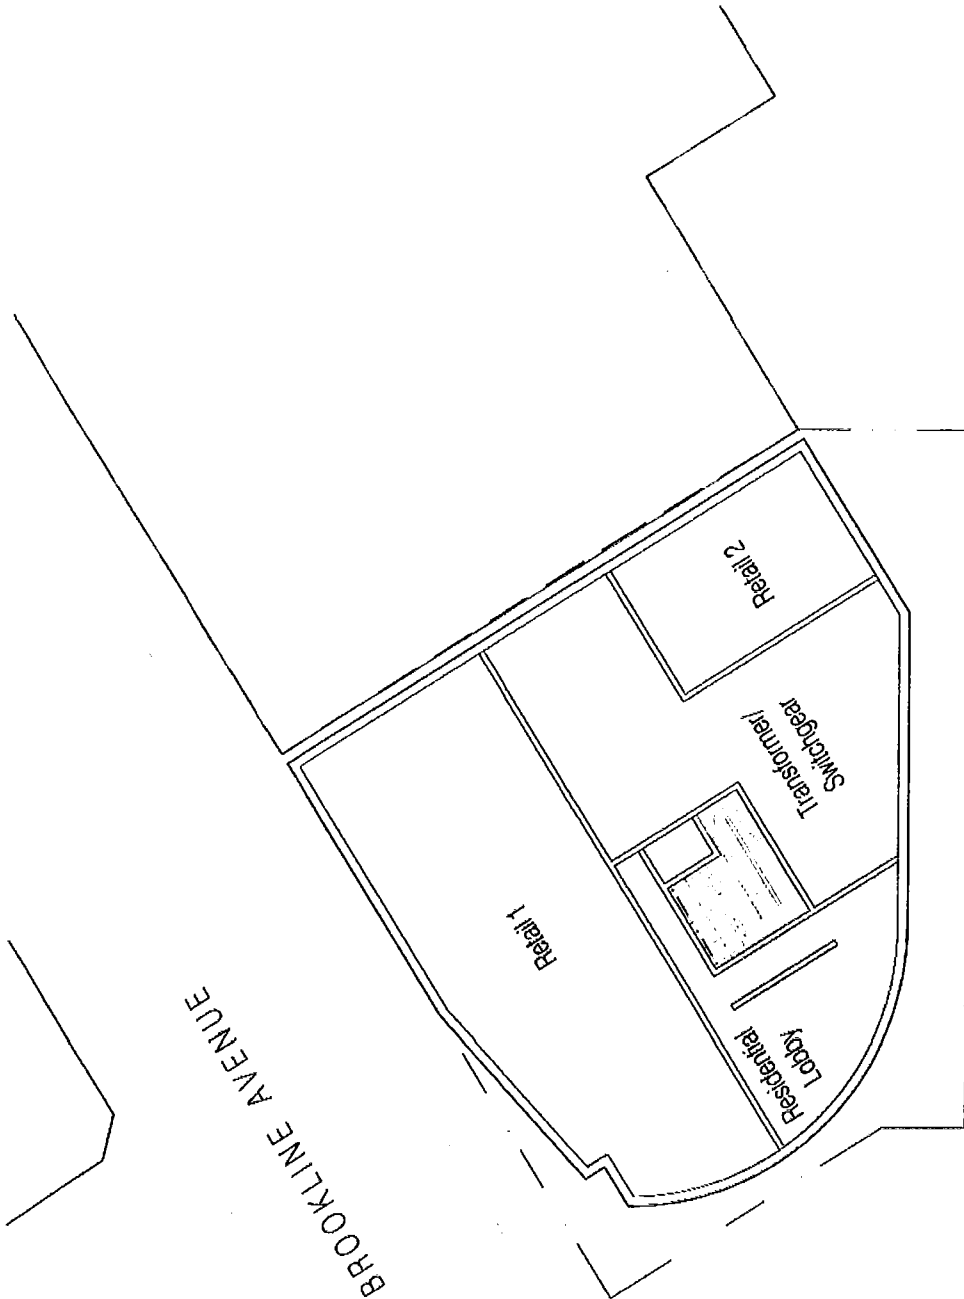 Retail 2
Transformer/
Switchgear
Retail 1
Residential
Lobby
BROOKLINE AVENUE